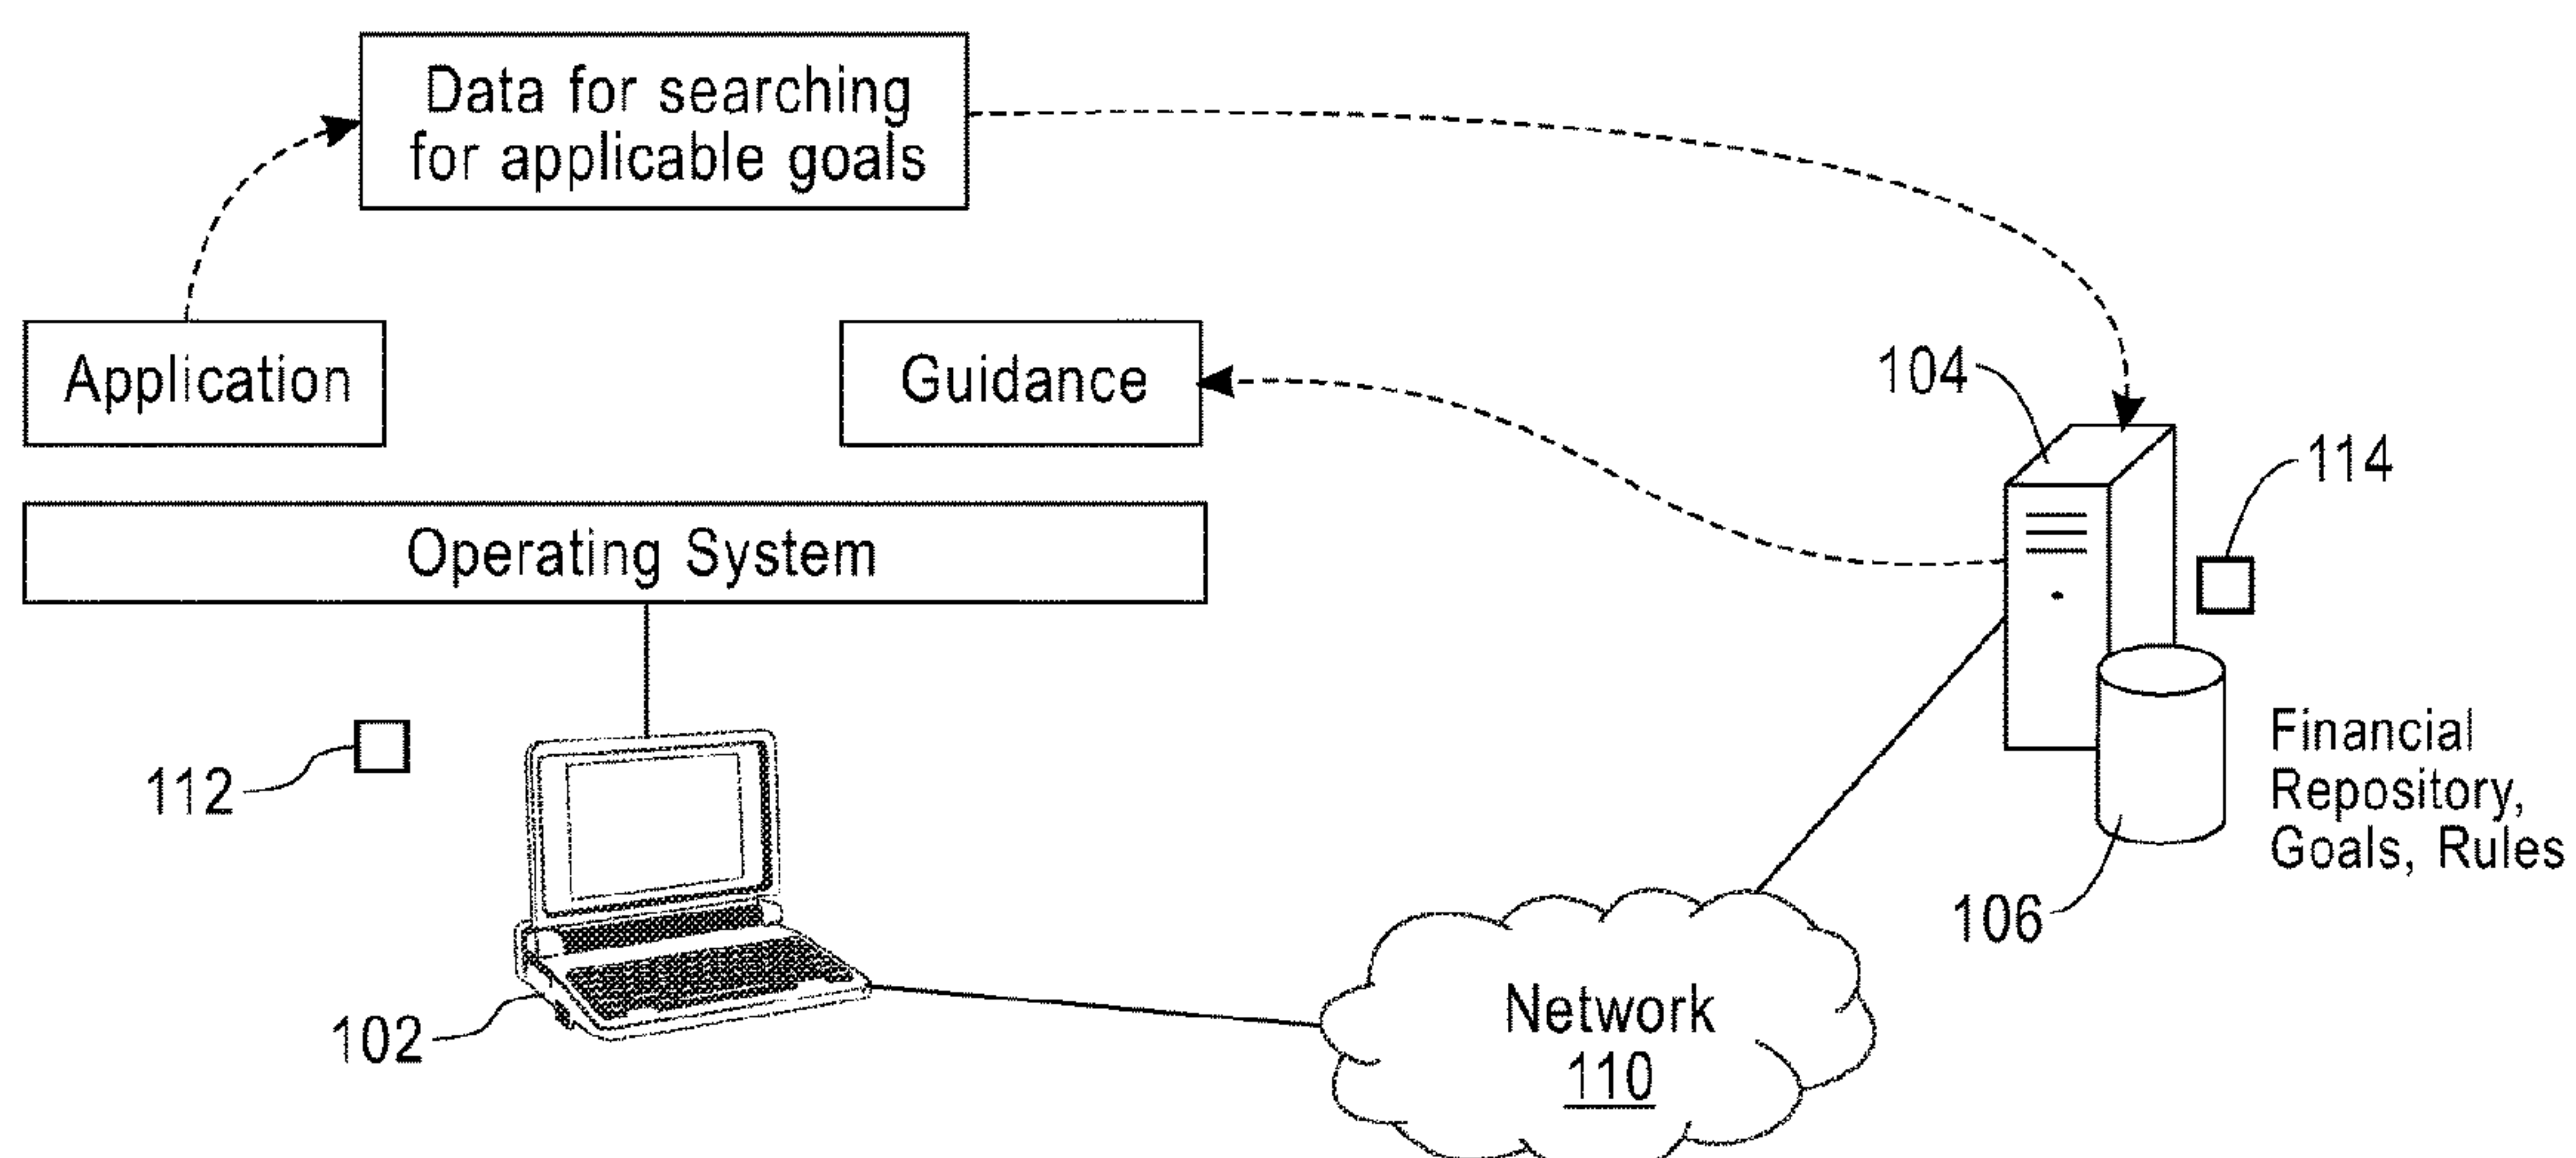 Data for searching
for applicable goals
Application
Guidance
104
114
Operating System
112
Financial
Repository,
Goals, Rules
106
102
Network
110